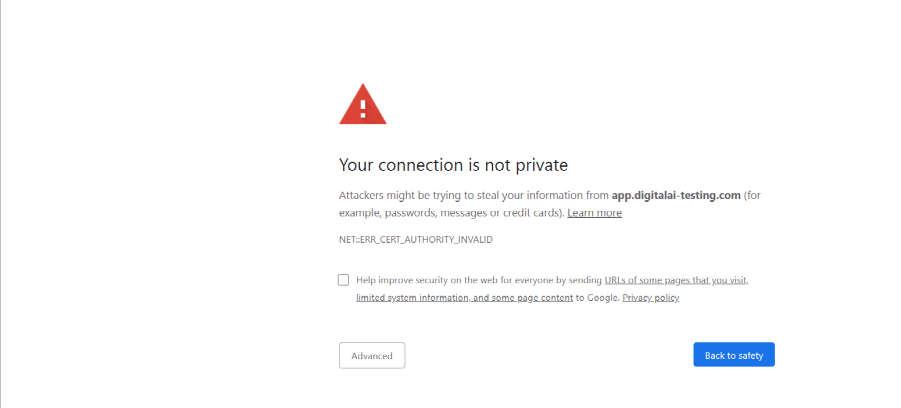 Your connection is not private
Attackers might be trying to steal your information from app.digitalai-testing.com (for
example, passwords, messages or credit cards). Learn more
NET::ERR_CERT_AUTHORITY_INVALID
Help improve security on the web for everyone by sending URLs of some pages that you visit,
limited system information, and some page content to Google. Privacy policy
Advanced
Back to safety